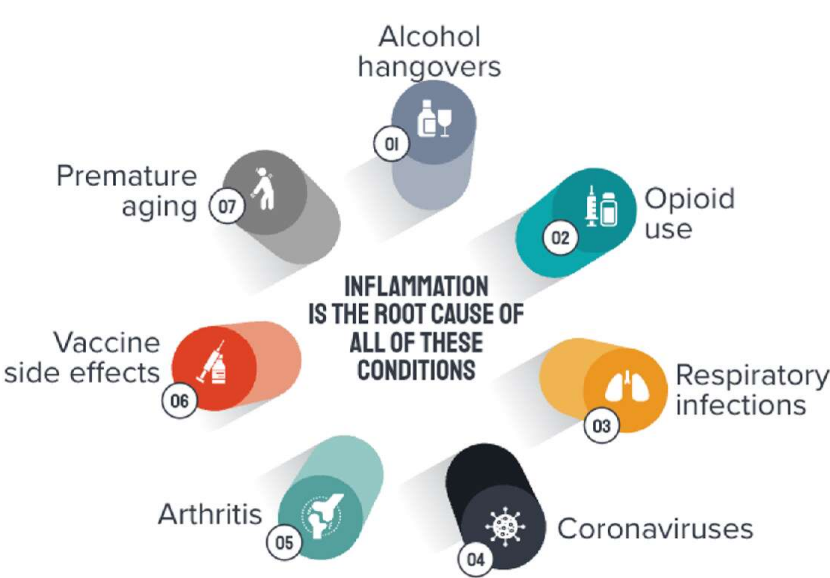 Alcohol
hangovers
01
Opioid
use
02
Respiratory
infections
03
Coronaviruses
04
Arthritis
05
Vaccine
side effects
06
Premature
aging
07
INFLAMMATION
IS THE ROOT CAUSE OF
ALL OF THESE
CONDITIONS